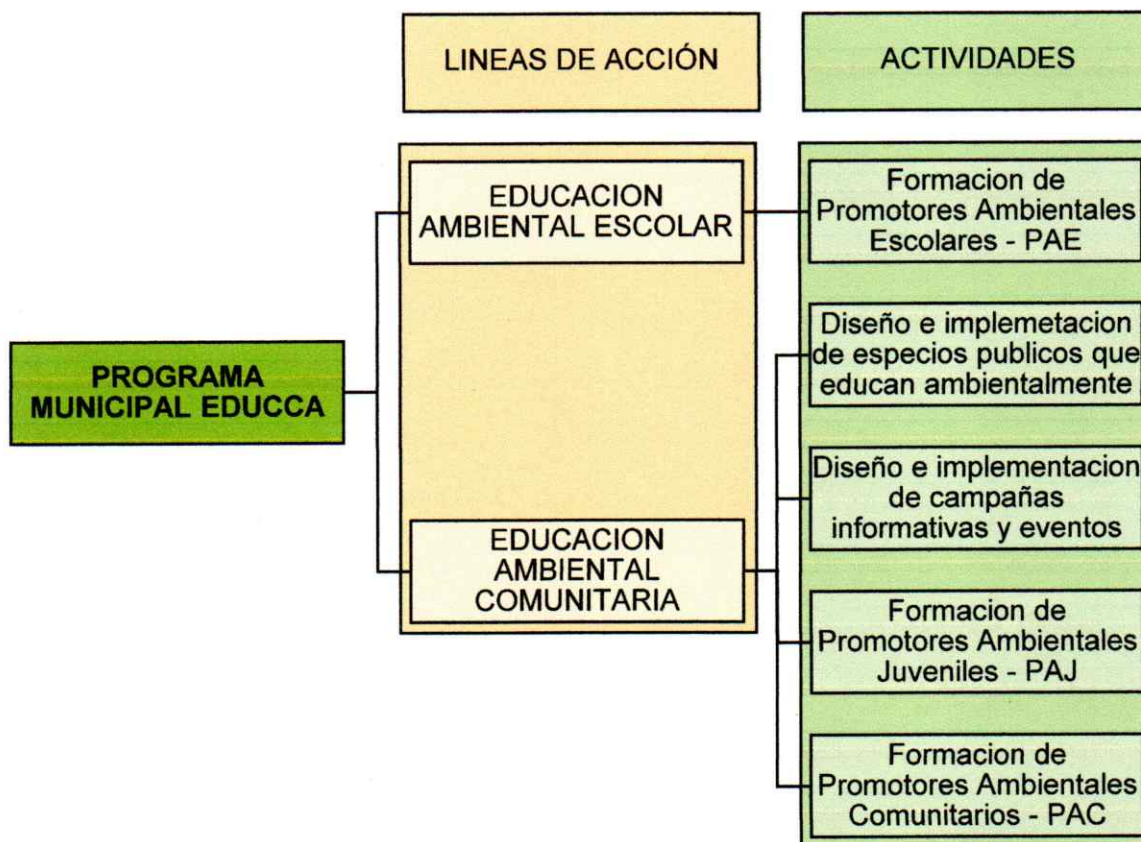 LINEAS DE ACCIÓN
ACTIVIDADES
PROGRAMA
MUNICIPAL EDUCCA
EDUCACION
AMBIENTAL ESCOLAR
EDUCACION
AMBIENTAL
COMUNITARIA
Formacion de
Promotores Ambientales
Escolares - PAE
Diseño e implemetacion
de especios publicos que
educan ambientalmente
Diseño e implementacion
de campañas
informativas y eventos
Formacion de
Promotores Ambientales
Juveniles - PAJ
Formacion de
Promotores Ambientales
Comunitarios - PAC